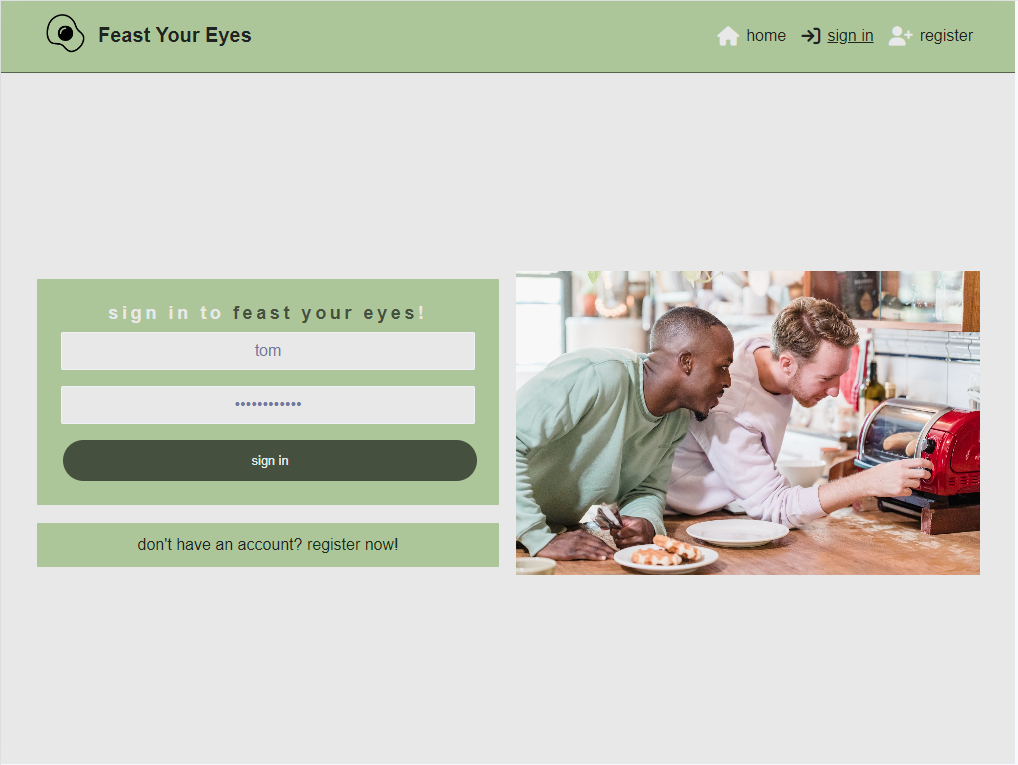 Feast Your Eyes
home
sign in
register
sign in to feast your eyes!
tom
••••••••••••
sign in
don't have an account? register now!